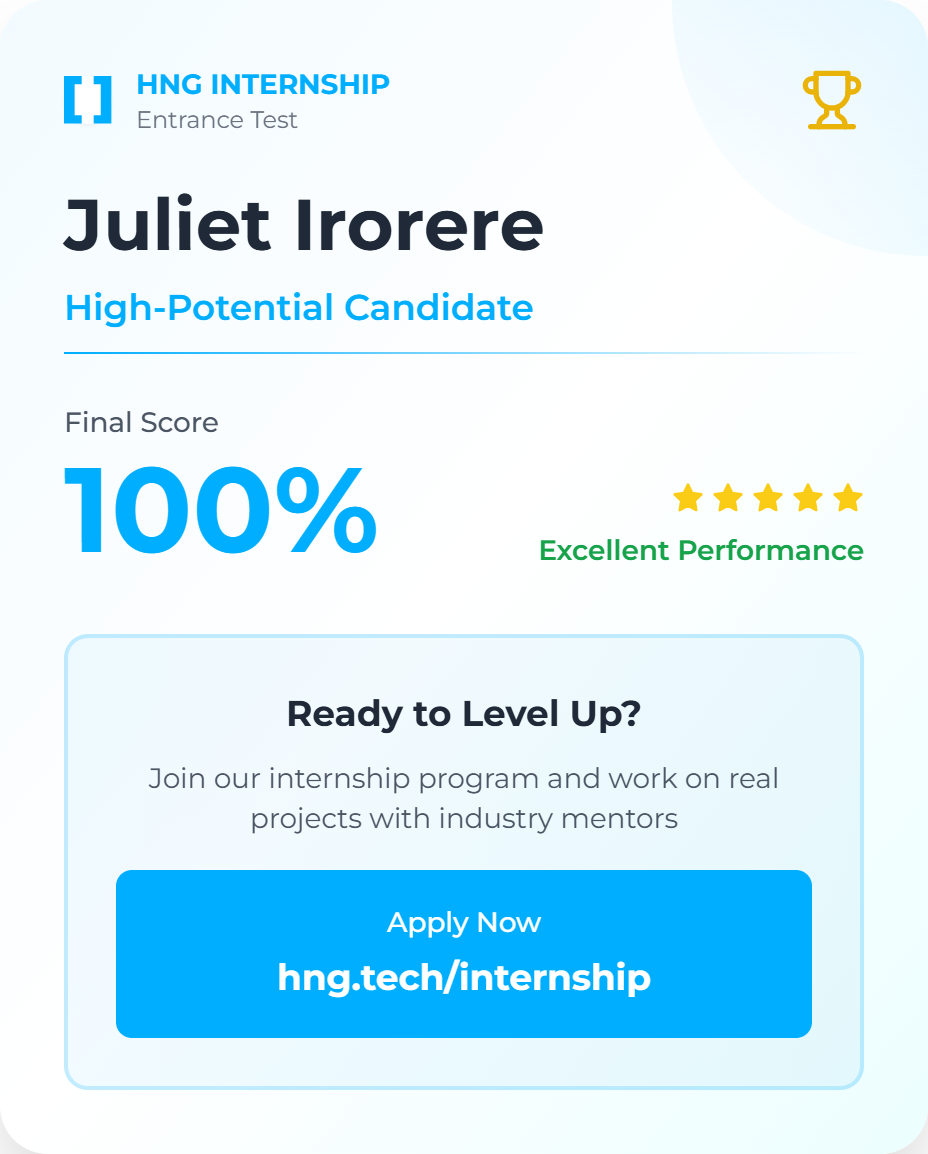 HNG INTERNSHIP
Entrance Test
Juliet Irorere
High-Potential Candidate
Final Score
100%
Excellent Performance
Ready to Level Up?
Join our internship program and work on real
projects with industry mentors
Apply Now
hng.tech/internship